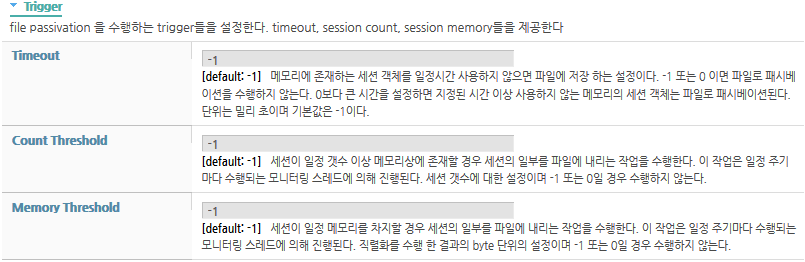 Trigger
file passivation 을 수행하는 trigger들을 설정한다. timeout, session count, session memory들을 제공한다
Timeout
-1
[default: -1] 메모리에 존재하는 세션 객체를 일정시간 사용하지 않으면 파일에 저장 하는 설정이다. -1 또는 0 이면 파일로 패시베
이션을 수행하지 않는다. 0보다 큰 시간을 설정하면 지정된 시간 이상 사용하지 않는 메모리의 세션 객체는 파일로 패시베이션된다.
단위는 밀리 초이며 기본값은 -1이다.
Count Threshold
-1
[default: -1] 세션이 일정 갯수 이상 메모리상에 존재할 경우 세션의 일부를 파일에 내리는 작업을 수행한다. 이 작업은 일정 주기
마다 수행되는 모니터링 스레드에 의해 진행된다. 세션 갯수에 대한 설정이며 -1 또는 0일 경우 수행하지 않는다.
Memory Threshold
-1
[default: -1] 세션이 일정 메모리를 차지할 경우 세션의 일부를 파일에 내리는 작업을 수행한다. 이 작업은 일정 주기마다 수행되는
모니터링 스레드에 의해 진행된다. 직렬화를 수행 한 결과의 byte 단위의 설정이며 -1 또는 0일 경우 수행하지 않는다.